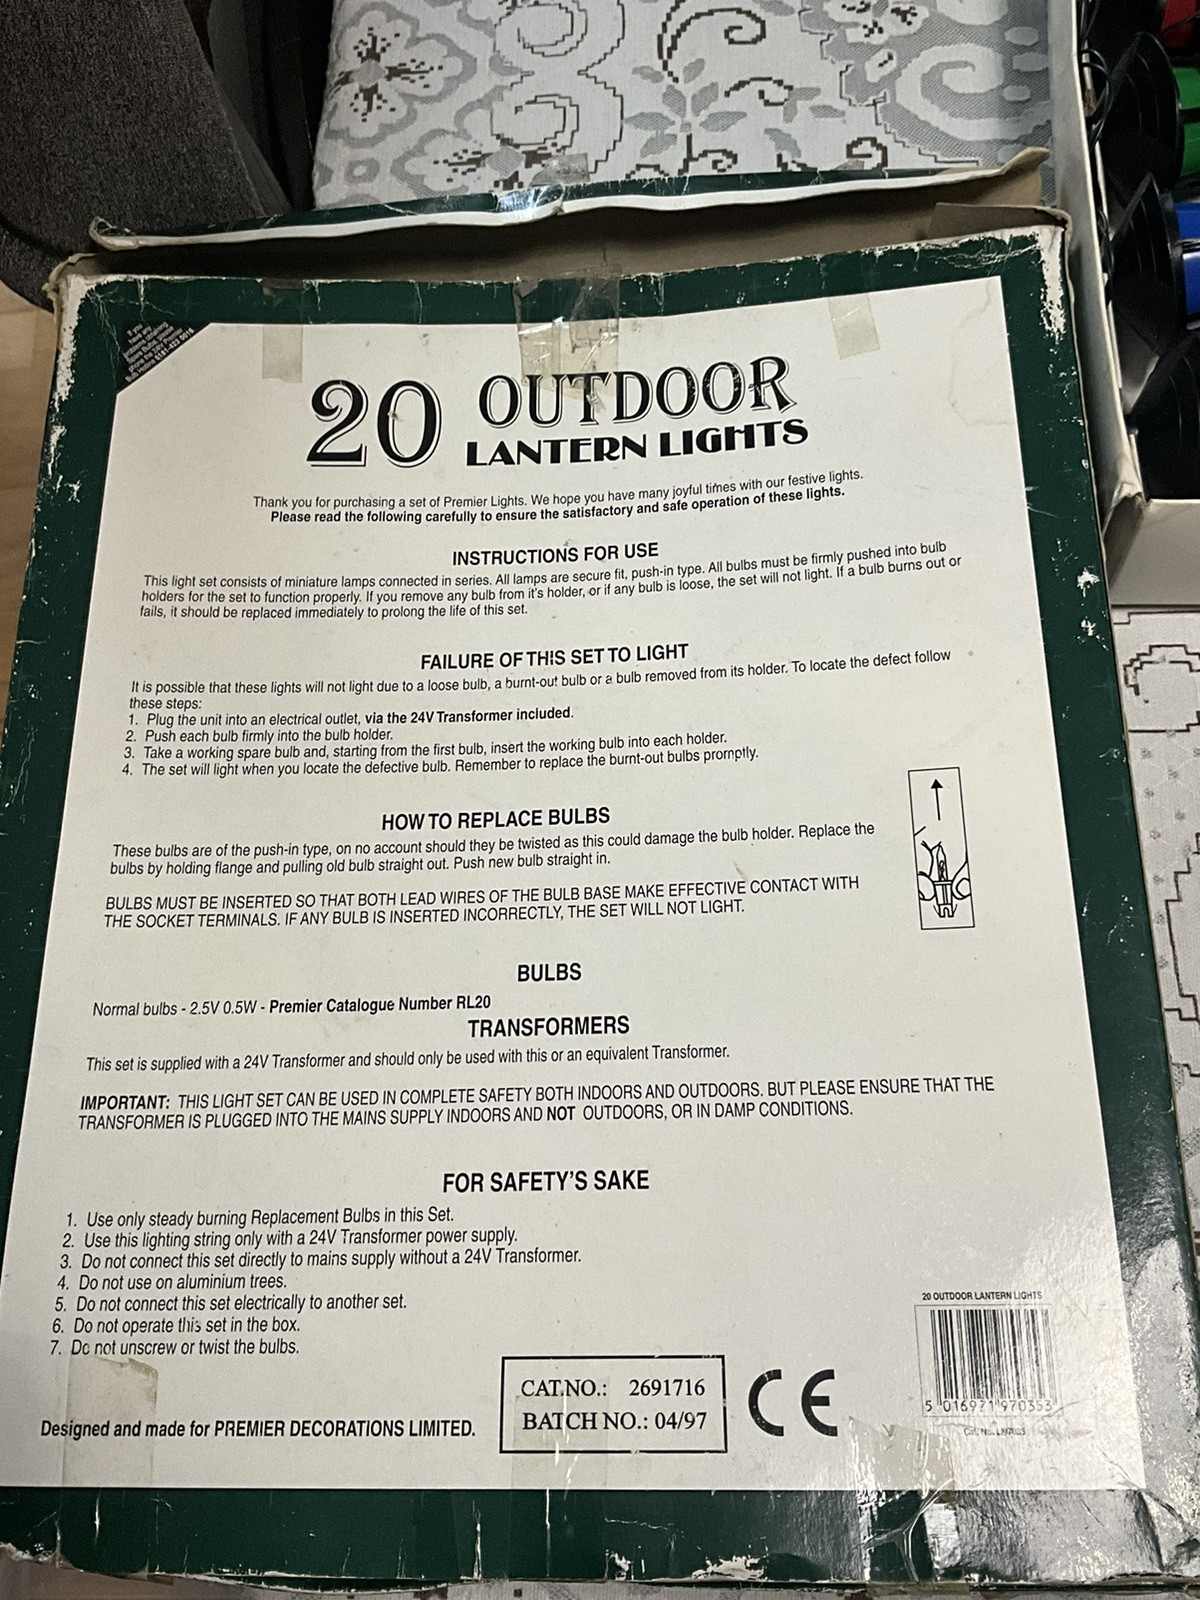 If you
any
Bulb Hotline 0161-423 0014
20 OUTDOOR
LANTERN LIGHTS
Thank you for purchasing a set of Premier Lights. We hope you have many joyful times with our festive lights.
Please read the following carefully to ensure the satisfactory and safe operation of these lights.
INSTRUCTIONS FOR USE
This light set consists of miniature lamps connected in series. All lamps are secure fit, push-in type. All bulbs must be firmly pushed into bulb
holders for the set to function properly. If you remove any bulb from it's holder, or if any bulb is loose, the set will not light. If a bulb burns out or
fails, it should be replaced immediately to prolong the life of this set.
FAILURE OF THIS SET TO LIGHT
It is possible that these lights will not light due to a loose bulb, a burnt-out bulb or a bulb removed from its holder. To locate the defect follow
these steps:
1. Plug the unit into an electrical outlet, via the 24V Transformer included.
2. Push each bulb firmly into the bulb holder.
3. Take a working spare bulb and, starting from the first bulb, insert the working bulb into each holder.
4. The set will light when you locate the defective bulb. Remember to replace the burnt-out bulbs promptly.
HOW TO REPLACE BULBS
These bulbs are of the push-in type, on no account should they be twisted as this could damage the bulb holder. Replace the
bulbs by holding flange and pulling old bulb straight out. Push new bulb straight in.
BULBS MUST BE INSERTED SO THAT BOTH LEAD WIRES OF THE BULB BASE MAKE EFFECTIVE CONTACT WITH
THE SOCKET TERMINALS. IF ANY BULB IS INSERTED INCORRECTLY, THE SET WILL NOT LIGHT.
BULBS
Normal bulbs - 2.5V 0.5W - Premier Catalogue Number RL20
TRANSFORMERS
This set is supplied with a 24V Transformer and should only be used with this or an equivalent Transformer.
IMPORTANT: THIS LIGHT SET CAN BE USED IN COMPLETE SAFETY BOTH INDOORS AND OUTDOORS. BUT PLEASE ENSURE THAT THE
TRANSFORMER IS PLUGGED INTO THE MAINS SUPPLY INDOORS AND NOT OUTDOORS, OR IN DAMP CONDITIONS.
FOR SAFETY'S SAKE
1. Use only steady burning Replacement Bulbs in this Set.
2. Use this lighting string only with a 24V Transformer power supply.
3. Do not connect this set directly to mains supply without a 24V Transformer.
4. Do not use on aluminium trees.
5. Do not connect this set electrically to another set.
6. Do not operate this set in the box.
7. Do not unscrew or twist the bulbs.
Designed and made for PREMIER DECORATIONS LIMITED.
CAT.NO.: 2691716
BATCH NO.: 04/97
CE
20 OUTDOOR LANTERN LIGHTS
5 016971 970353
Cat. No.